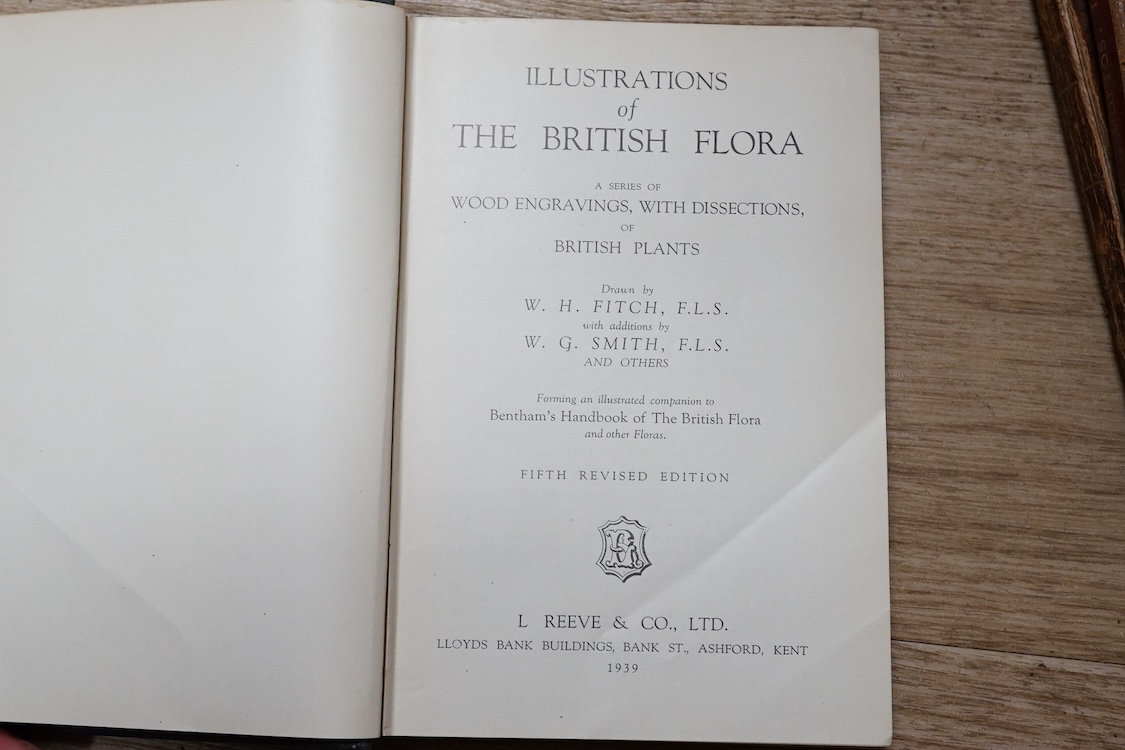 ILLUSTRATIONS
of
THE BRITISH FLORA
A SERIES OF
WOOD ENGRAVINGS, WITH DISSECTIONS,
OF
BRITISH PLANTS
Drawn by
W. H. FITCH, F.L.S.
with additions by
W. G. SMITH, F.L.S.
AND OTHERS
Forming an illustrated companion to
Bentham's Handbook of The British Flora
and other Floras.
FIFTH REVISED EDITION
L REEVE & CO., LTD.
LLOYDS BANK BUILDINGS, BANK ST., ASHFORD, KENT
1939